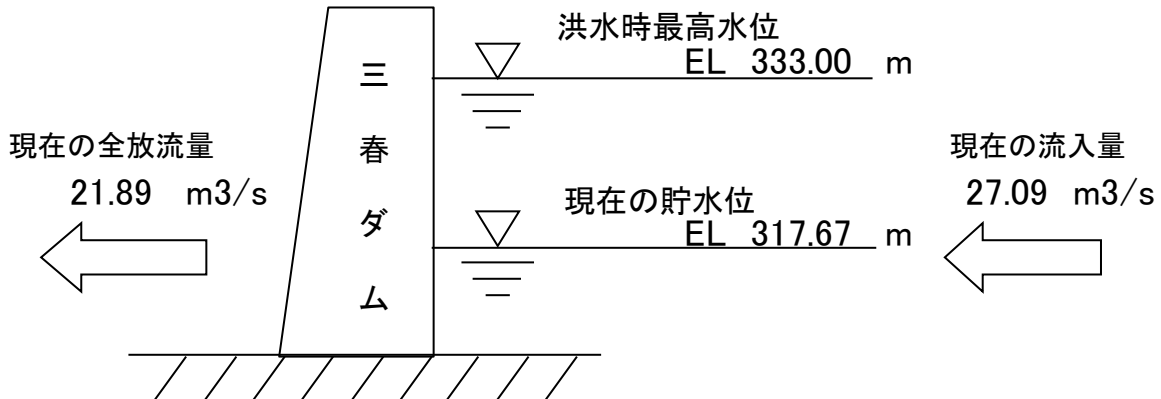 洪水時最高水位
EL 333.00 m
三春ダム
現在の全放流量
21.89 m3/s
現在の貯水位
EL 317.67 m
現在の流入量
27.09 m3/s